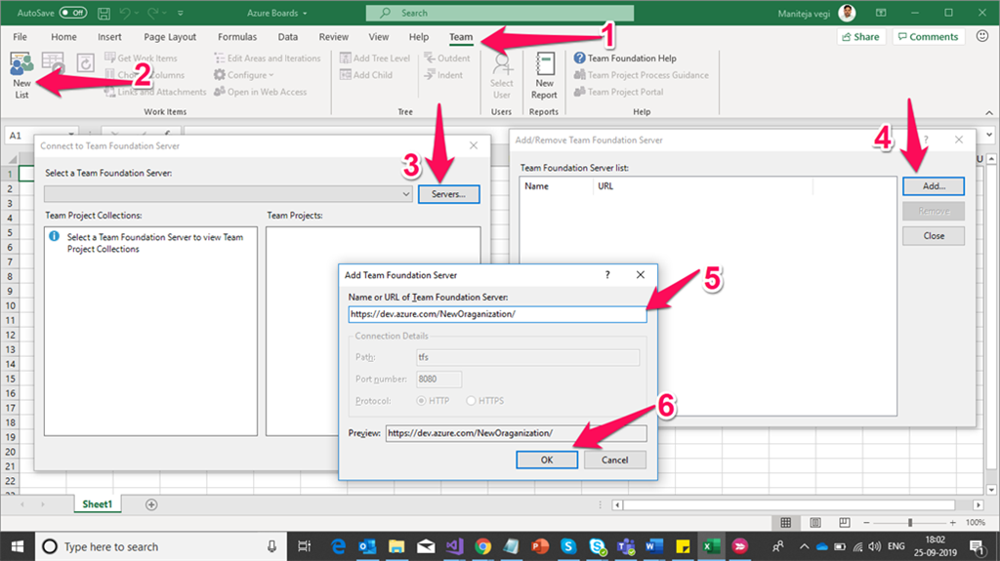 AutoSave Off Azure Boards Search Maniteja vegi
File Home Insert Page Layout Formulas Data Review View Help Team 1 Share Comments
New List 2
Get Work Items
Choose Columns
Links and Attachments
Edit Areas and Iterations
Configure
Open in Web Access
Work Items
Add Tree Level
Add Child
Outdent
Indent
Tree
Select User
Users
New Report
Reports
Team Foundation Help
Team Project Process Guidance
Team Project Portal
Help
A1
Connect to Team Foundation Server
Select a Team Foundation Server:
3
Servers...
Team Project Collections: Team Projects:
Select a Team Foundation Server to view Team
Project Collections
Add/Remove Team Foundation Server ?
4
Team Foundation Server list:
Name URL
Add...
Remove
Close
U
1
2
3
4
5
6
7
8
9
10
11
12
13
14
15
16
17
18
19
20
21
22
Add Team Foundation Server ?
5
Name or URL of Team Foundation Server:
https://dev.azure.com/NewOraganization/
Connection Details
Path: tfs
Port number: 8080
Protocol: HTTP HTTPS
6
Preview: https://dev.azure.com/NewOraganization/
OK Cancel
Sheet1
100%
Type here to search
ENG
18:02
25-09-2019
1